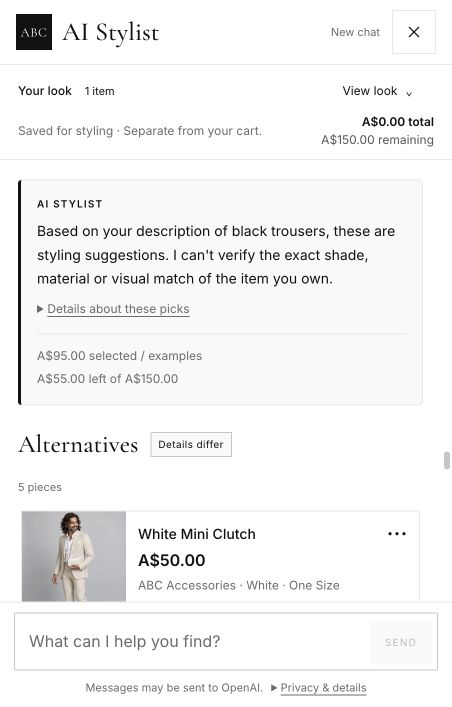 ABC AI Stylist New chat ×
Your look 1 item View look ⌄
Saved for styling · Separate from your cart. A$0.00 total
A$150.00 remaining
AI STYLIST
Based on your description of black trousers, these are
styling suggestions. I can't verify the exact shade,
material or visual match of the item you own.
▶ Details about these picks
A$95.00 selected / examples
A$55.00 left of A$150.00
Alternatives Details differ
5 pieces
White Mini Clutch •••
A$50.00
ABC Accessories · White · One Size
What can I help you find? SEND
Messages may be sent to OpenAI. ▶ Privacy & details